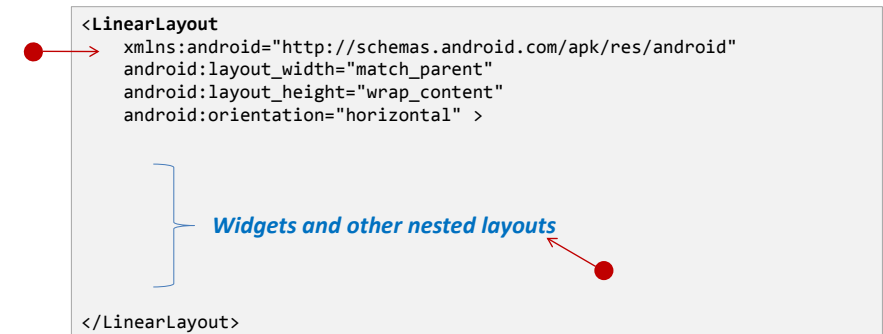 <LinearLayout
xmlns:android="http://schemas.android.com/apk/res/android"
android:layout_width="match_parent"
android:layout_height="wrap_content"
android:orientation="horizontal" >
Widgets and other nested layouts
</LinearLayout>